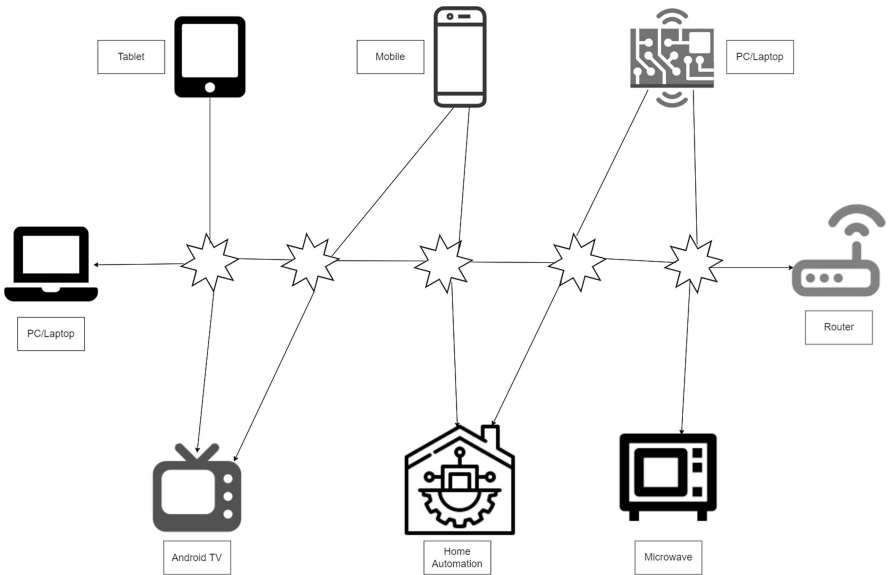 Tablet
Mobile
PC/Laptop
PC/Laptop
Router
Android TV
Home
Automation
Microwave